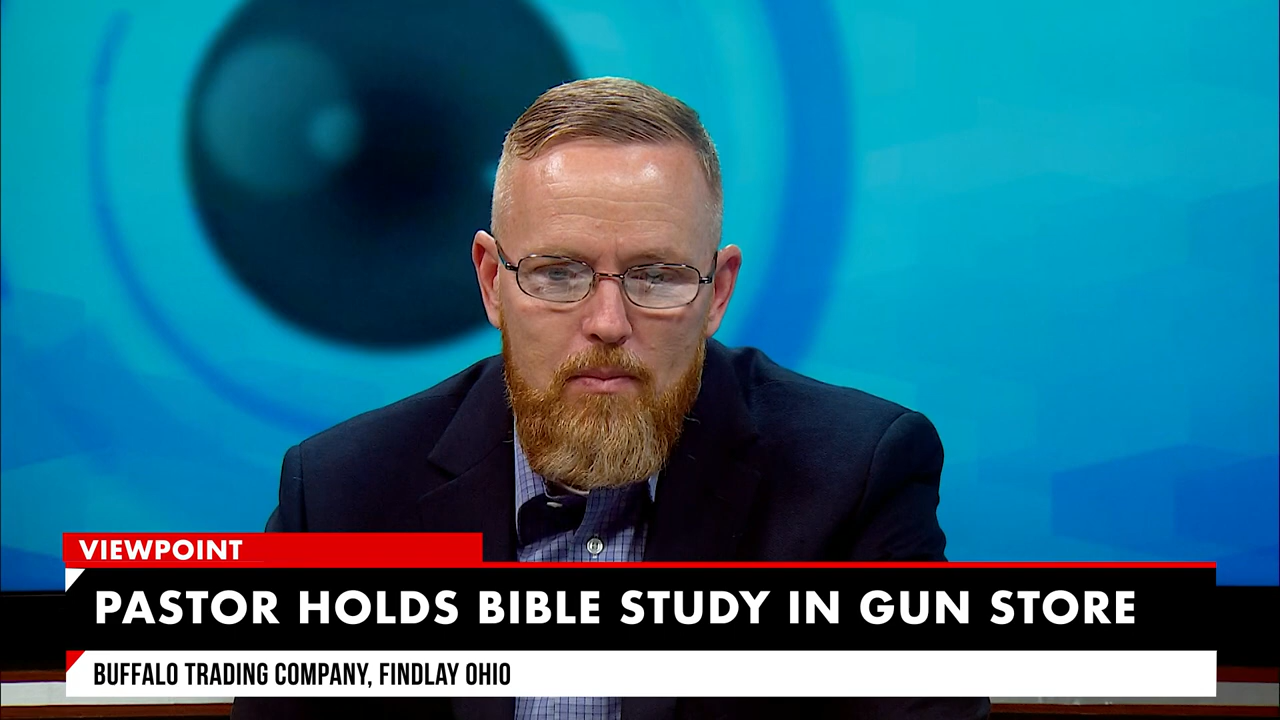 VIEWPOINT
PASTOR HOLDS BIBLE STUDY IN GUN STORE
BUFFALO TRADING COMPANY, FINDLAY OHIO